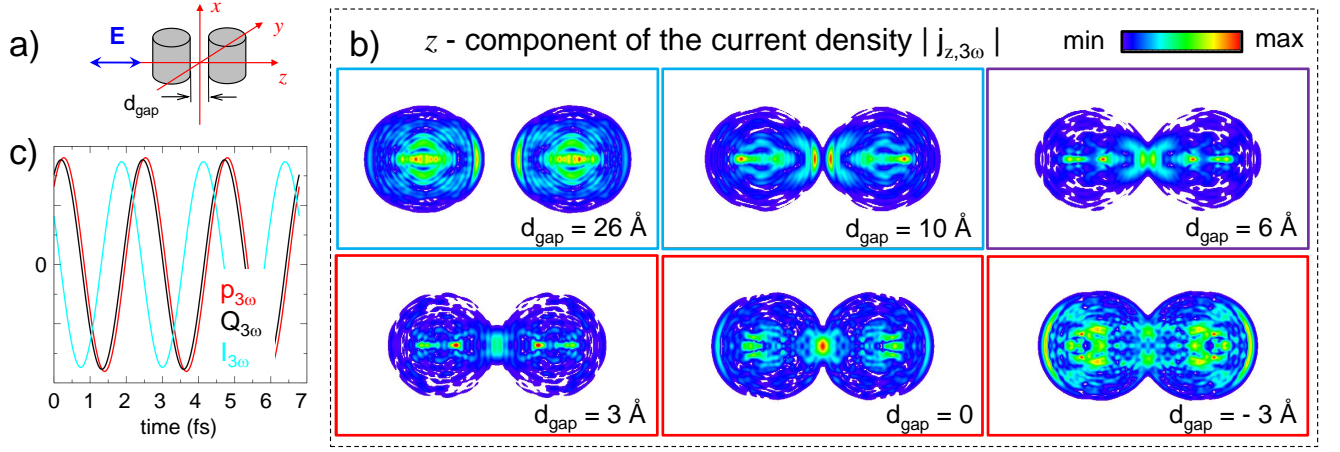 a)
x
E
y
z
d_gap
b)
z - component of the current density | j_z,3ω |
min
max
d_gap = 26 Å
d_gap = 10 Å
d_gap = 6 Å
d_gap = 3 Å
d_gap = 0
d_gap = - 3 Å
c)
0
p_3ω
Q_3ω
I_3ω
0 1 2 3 4 5 6 7
time (fs)